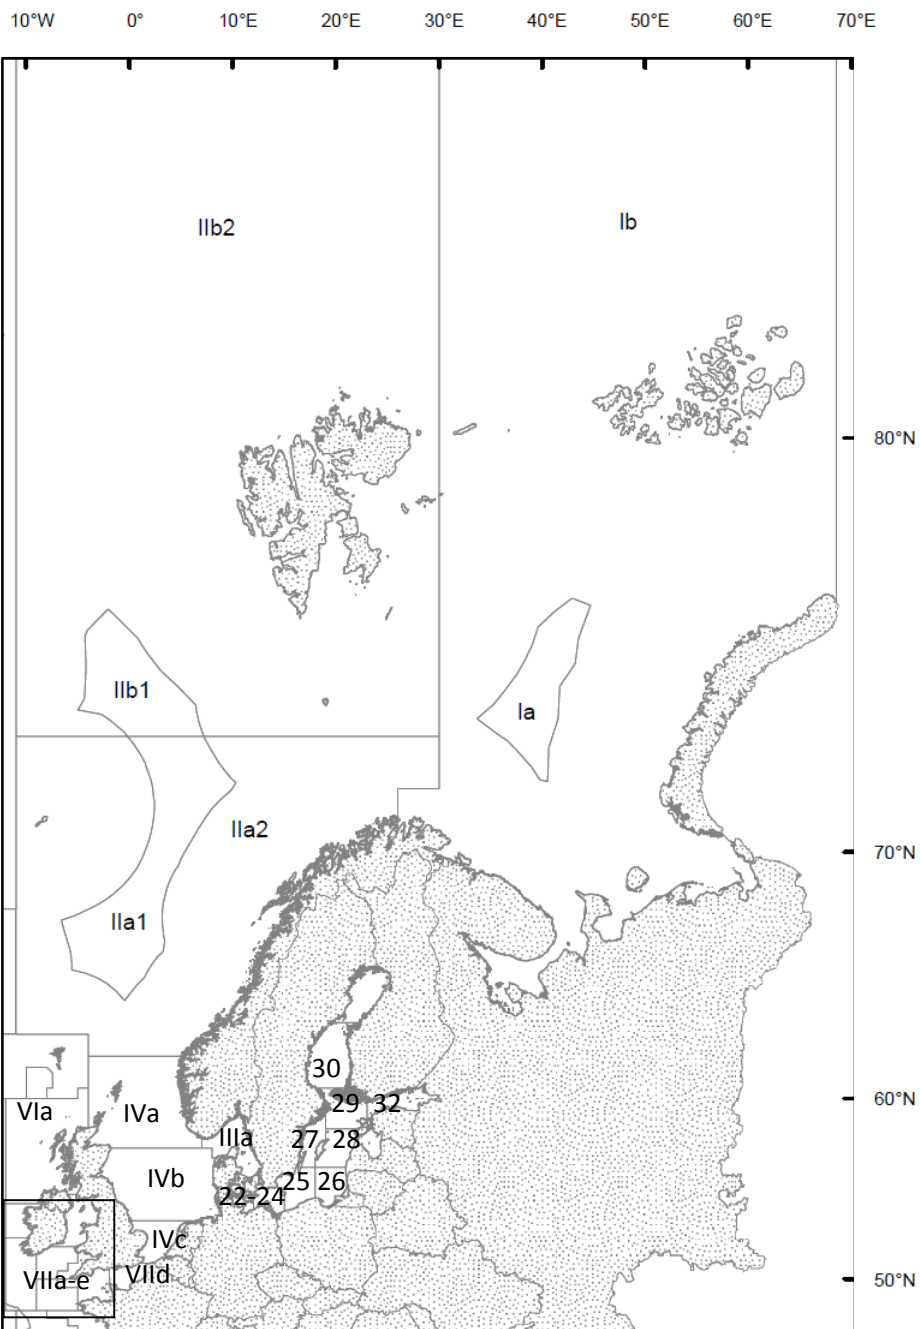 10°W 0° 10°E 20°E 30°E 40°E 50°E 60°E 70°E
IIb2 Ib
80°N
IIb1
Ia
IIa2
70°N
IIa1
30
VIa IVa 29 32 60°N
IIIa 27 28
IVb 25 26
22-24
IVc
VIIa-e VIId 50°N